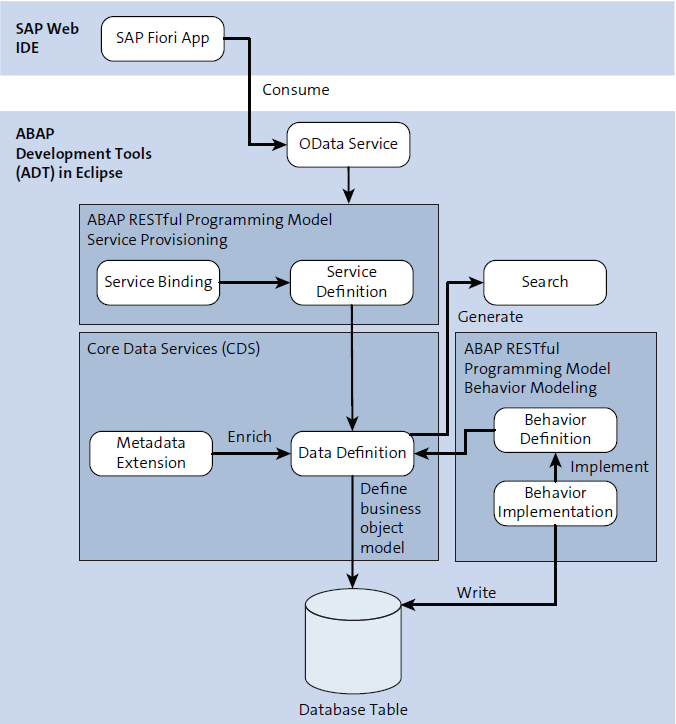 SAP Web
IDE
SAP Fiori App
Consume
ABAP
Development Tools
(ADT) in Eclipse
OData Service
ABAP RESTful Programming Model
Service Provisioning
Service Binding
Service
Definition
Search
Generate
Core Data Services (CDS)
ABAP RESTful
Programming Model
Behavior Modeling
Metadata
Extension
Enrich
Data Definition
Behavior
Definition
Implement
Behavior
Implementation
Define
business
object
model
Write
Database Table